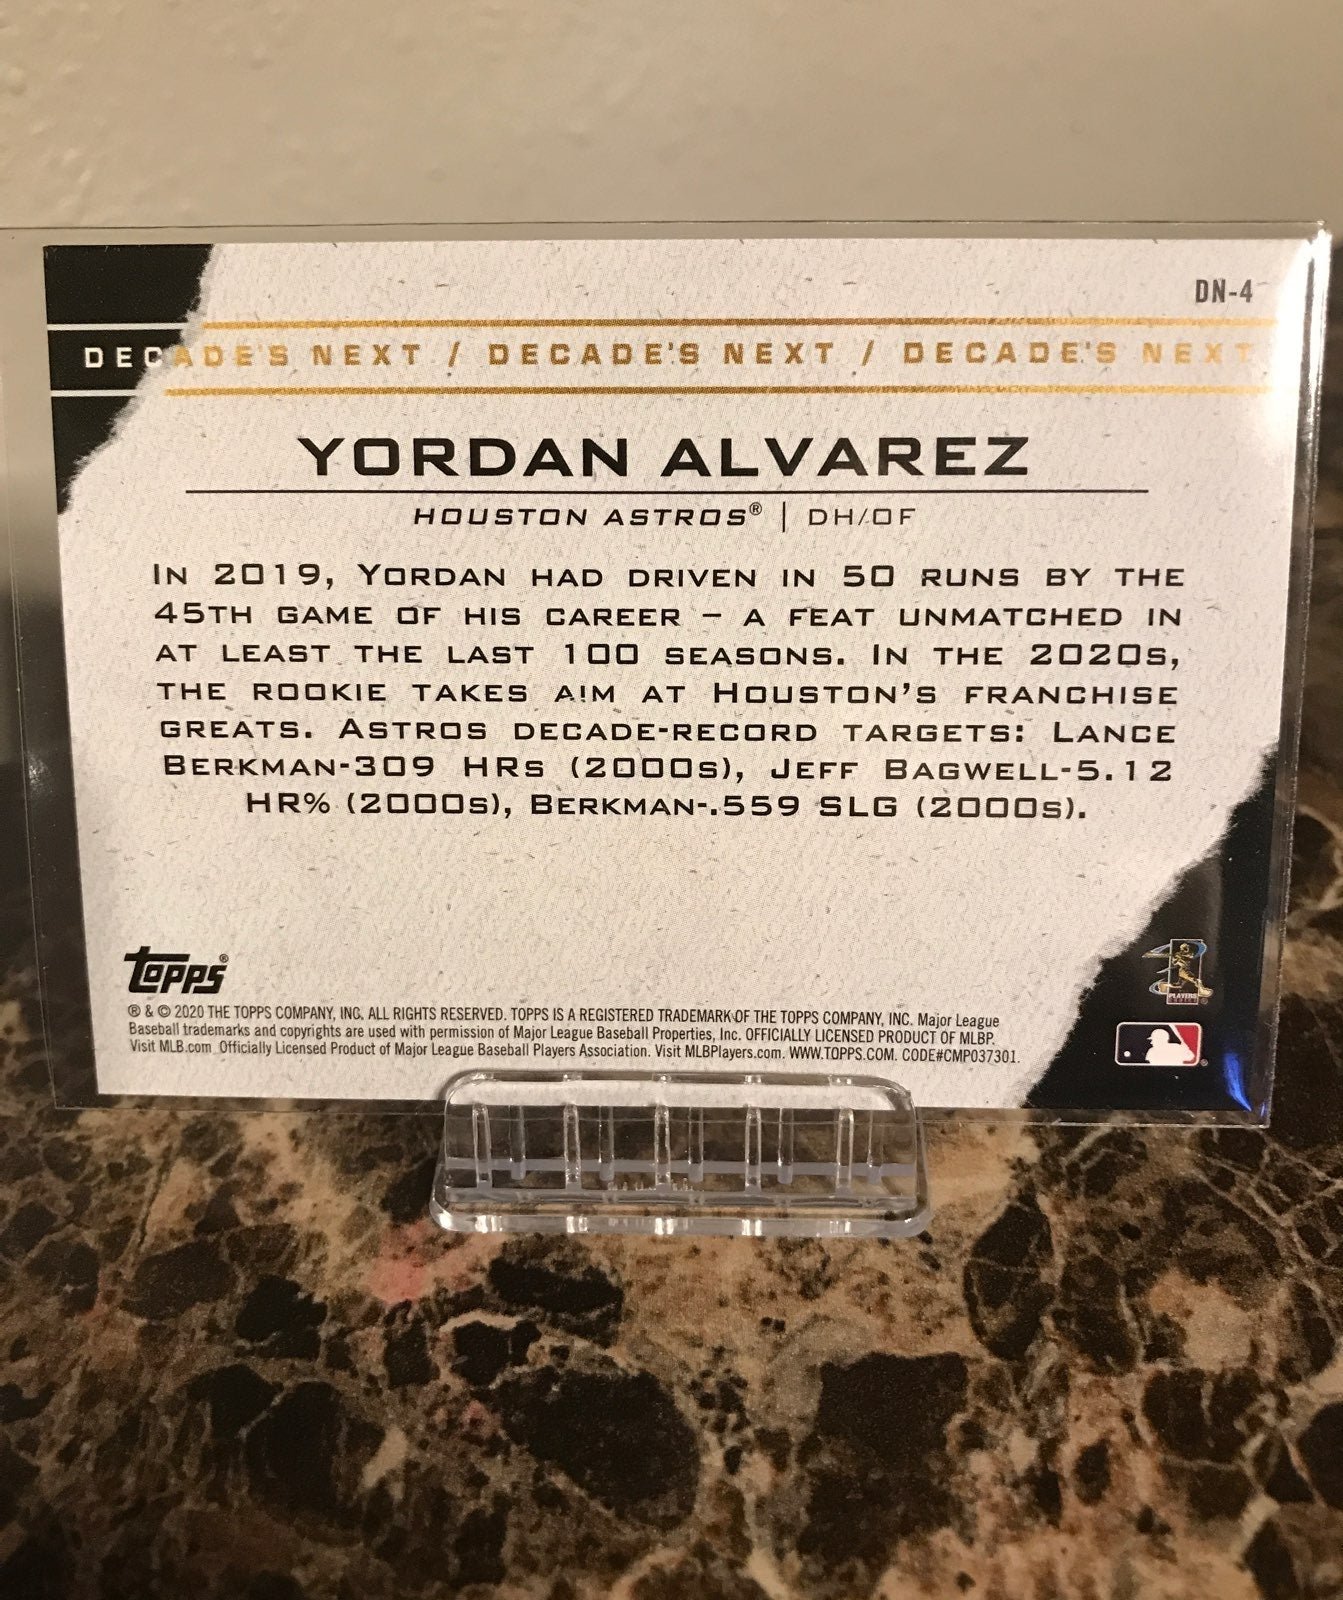 DN-4
DECADE'S NEXT / DECADE'S NEXT / DECADE'S NEXT
YORDAN ALVAREZ
HOUSTON ASTROS® | DH/OF
IN 2019, YORDAN HAD DRIVEN IN 50 RUNS BY THE
45TH GAME OF HIS CAREER – A FEAT UNMATCHED IN
AT LEAST THE LAST 100 SEASONS. IN THE 2020S,
THE ROOKIE TAKES AIM AT HOUSTON'S FRANCHISE
GREATS. ASTROS DECADE-RECORD TARGETS: LANCE
BERKMAN-309 HRS (2000S), JEFF BAGWELL-5.12
HR% (2000S), BERKMAN-.559 SLG (2000S).
Topps®
® & © 2020 THE TOPPS COMPANY, INC. ALL RIGHTS RESERVED. TOPPS IS A REGISTERED TRADEMARK OF THE TOPPS COMPANY, INC. Major League
Baseball trademarks and copyrights are used with permission of Major League Baseball Properties, Inc. OFFICIALLY LICENSED PRODUCT OF MLBP.
Visit MLB.com Officially Licensed Product of Major League Baseball Players Association. Visit MLBPlayers.com. WWW.TOPPS.COM. CODE#CMP037301.
PLAYERS